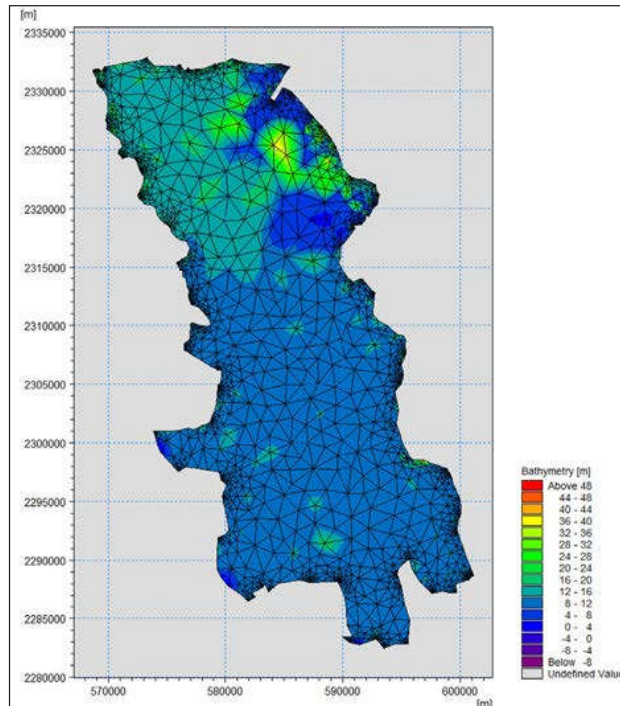 [m]
2335000
2330000
2325000
2320000
2315000
2310000
2305000
2300000
2295000
2290000
2285000
2280000
570000 580000 590000 600000
[m]
Bathymetry [m]
Above 48
44 - 48
40 - 44
36 - 40
32 - 36
28 - 32
24 - 28
20 - 24
16 - 20
12 - 16
8 - 12
4 - 8
0 - 4
-4 - 0
-8 - -4
Below -8
Undefined Value